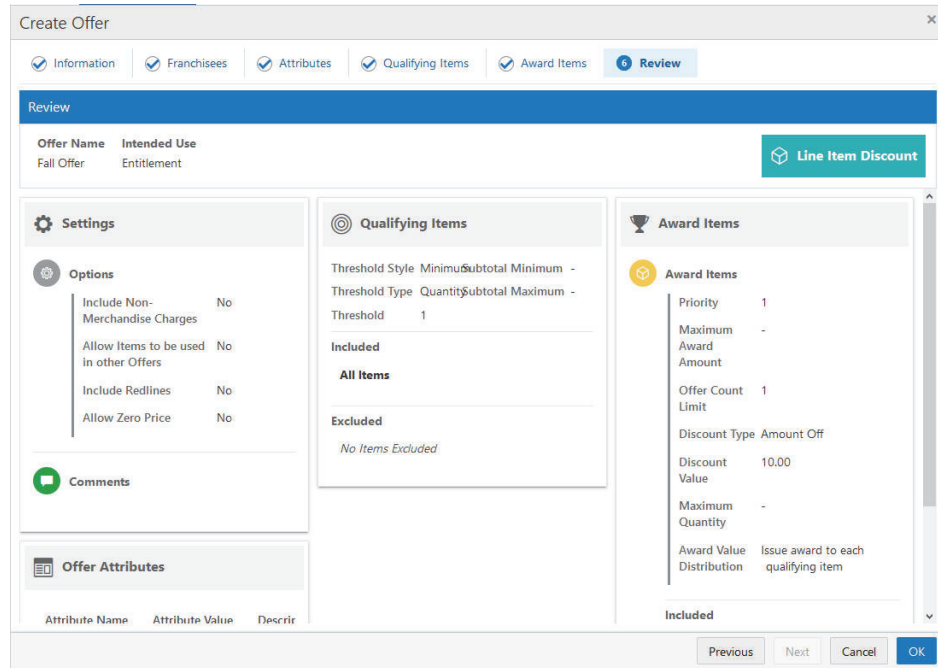 Create Offer
×
Information Franchisees Attributes Qualifying Items Award Items 6 Review
Review
Offer Name Intended Use
Fall Offer Entitlement
Line Item Discount
Settings
Options
Include Non-
Merchandise Charges No
Allow Items to be used
in other Offers No
Include Redlines No
Allow Zero Price No
Comments
Offer Attributes
Attribute Name Attribute Value Descrir
Qualifying Items
Threshold Style Minimum Subtotal Minimum -
Threshold Type Quantity Subtotal Maximum -
Threshold 1
Included
All Items
Excluded
No Items Excluded
Award Items
Award Items
Priority 1
Maximum
Award
Amount -
Offer Count
Limit 1
Discount Type Amount Off
Discount
Value 10.00
Maximum
Quantity -
Award Value Issue award to each
Distribution qualifying item
Included
Previous Next Cancel OK